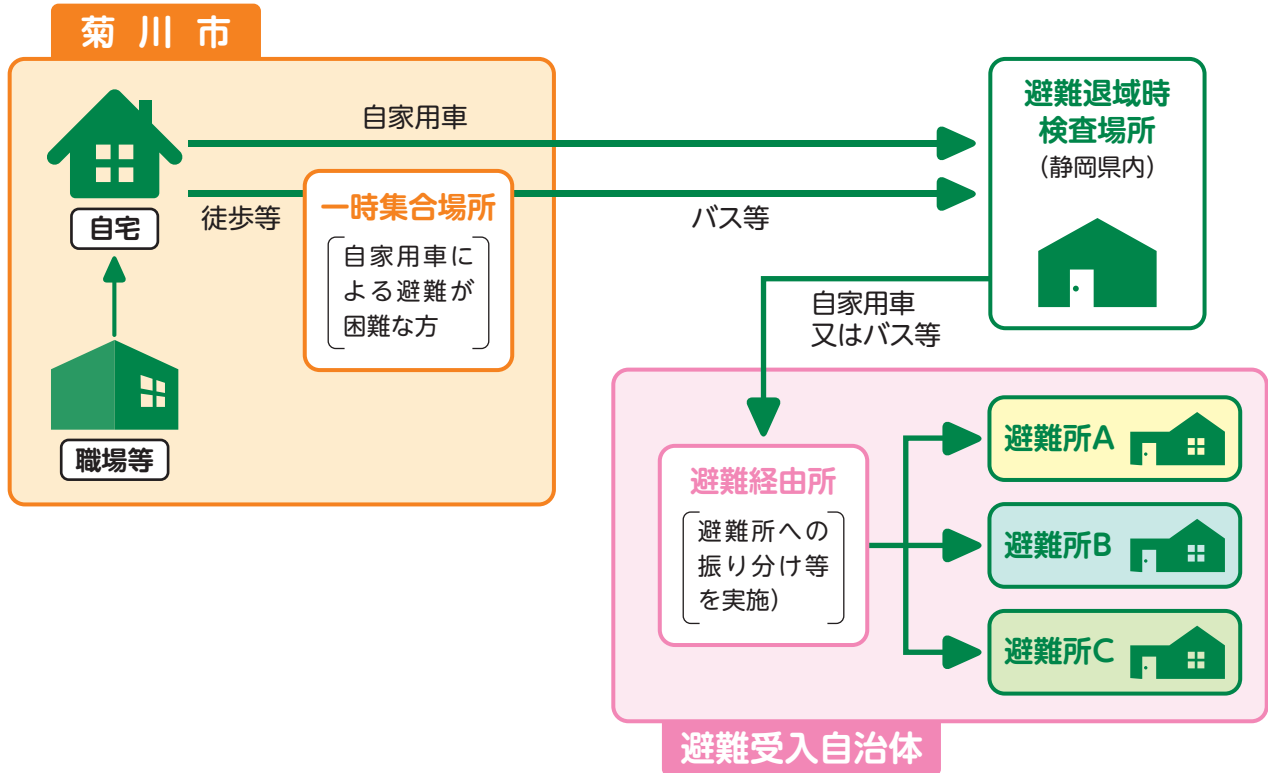 菊川市
自家用車
自宅
徒歩等
一時集合場所
自家用車に
よる避難が
困難な方
バス等
職場等
避難退域時
検査場所
(静岡県内)
自家用車
又はバス等
避難経由所
避難所への
振り分け等
を実施)
避難所A
避難所B
避難所C
避難受入自治体